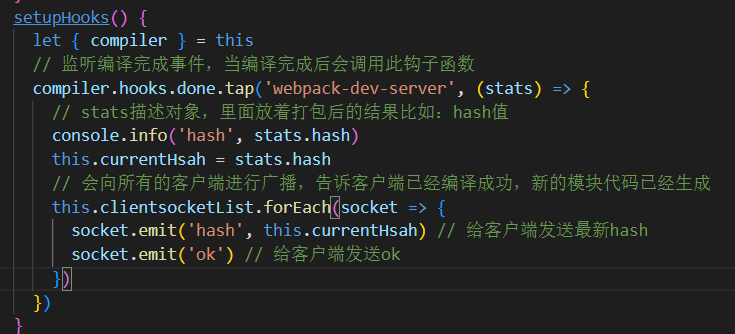 setupHooks() {
let { compiler } = this
// 监听编译完成事件，当编译完成后会调用此钩子函数
compiler.hooks.done.tap('webpack-dev-server', (stats) => {
// stats描述对象，里面放着打包后的结果比如：hash值
console.info('hash', stats.hash)
this.currentHsah = stats.hash
// 会向所有的客户端进行广播，告诉客户端已经编译成功，新的模块代码已经生成
this.clientsocketList.forEach(socket => {
socket.emit('hash', this.currentHsah) // 给客户端发送最新hash
socket.emit('ok') // 给客户端发送ok
})
})
}